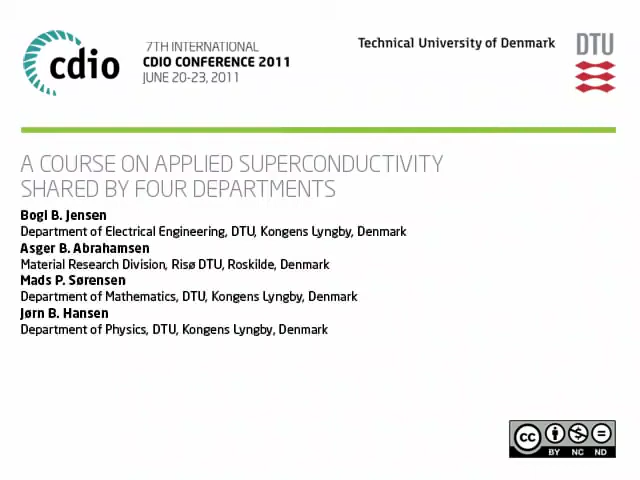 cdio
7TH INTERNATIONAL
CDIO CONFERENCE 2011
JUNE 20-23, 2011
Technical University of Denmark
DTU
A COURSE ON APPLIED SUPERCONDUCTIVITY
SHARED BY FOUR DEPARTMENTS
Bogi B. Jensen
Department of Electrical Engineering, DTU, Kongens Lyngby, Denmark
Asger B. Abrahamsen
Material Research Division, Risø DTU, Roskilde, Denmark
Mads P. Sørensen
Department of Mathematics, DTU, Kongens Lyngby, Denmark
Jørn B. Hansen
Department of Physics, DTU, Kongens Lyngby, Denmark
cc
BY NC ND